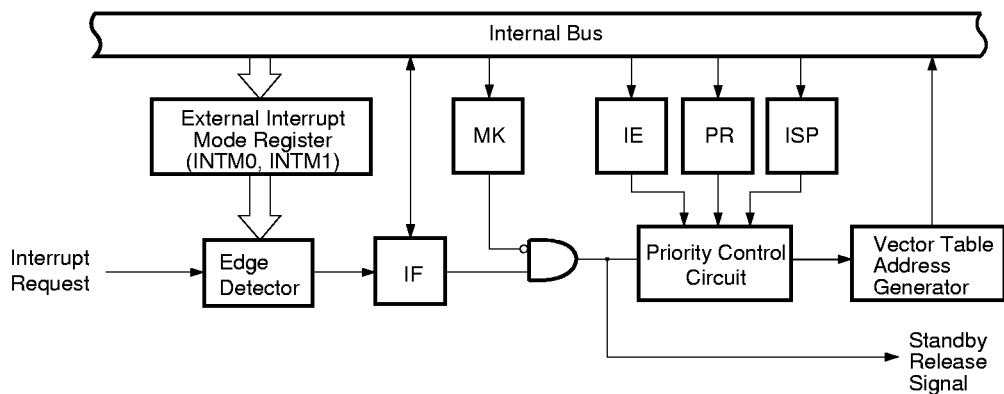 Internal Bus
External Interrupt
Mode Register
(INTM0, INTM1)
MK
IE
PR
ISP
Interrupt
Request
Edge
Detector
IF
Priority Control
Circuit
Vector Table
Address
Generator
Standby
Release
Signal